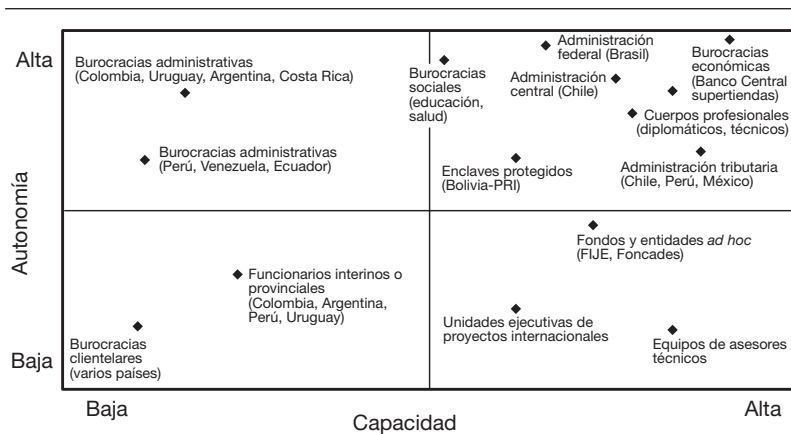 Alta
Autonomía
Baja
Burocracias administrativas
(Colombia, Uruguay, Argentina, Costa Rica)
Burocracias administrativas
(Perú, Venezuela, Ecuador)
Burocracias
sociales
(educación,
salud)
Administración
federal (Brasil)
Administración
central (Chile)
Burocracias
económicas
(Banco Central
supertiendas)
Cuerpos profesionales
(diplomáticos, técnicos)
Enclaves protegidos
(Bolivia-PRI)
Administración tributaria
(Chile, Perú, México)
Funcionarios interinos o
provinciales
(Colombia, Argentina,
Perú, Uruguay)
Burocracias
clientelares
(varios países)
Fondos y entidades ad hoc
(FIJE, Foncades)
Unidades ejecutivas de
proyectos internacionales
Equipos de asesores
técnicos
Baja
Capacidad
Alta